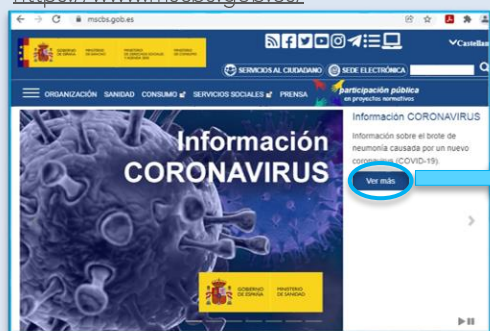 https://www.mscbs.gob.es/
mscbs.gob.es
Castellan
SERVICIOS AL CIUDADANO
SEDE ELECTRÓNICA
ORGANIZACIÓN SANIDAD CONSUMO SERVICIOS SOCIALES PRENSA
participación pública
en proyectos normativos
Información
CORONAVIRUS
Información CORONAVIRUS
Información sobre el brote de
neumonía causada por un nuevo
coronavirus (COVID-19).
Ver más
GOBIERNO
DE ESPAÑA
MINISTERIO
DE SANIDAD